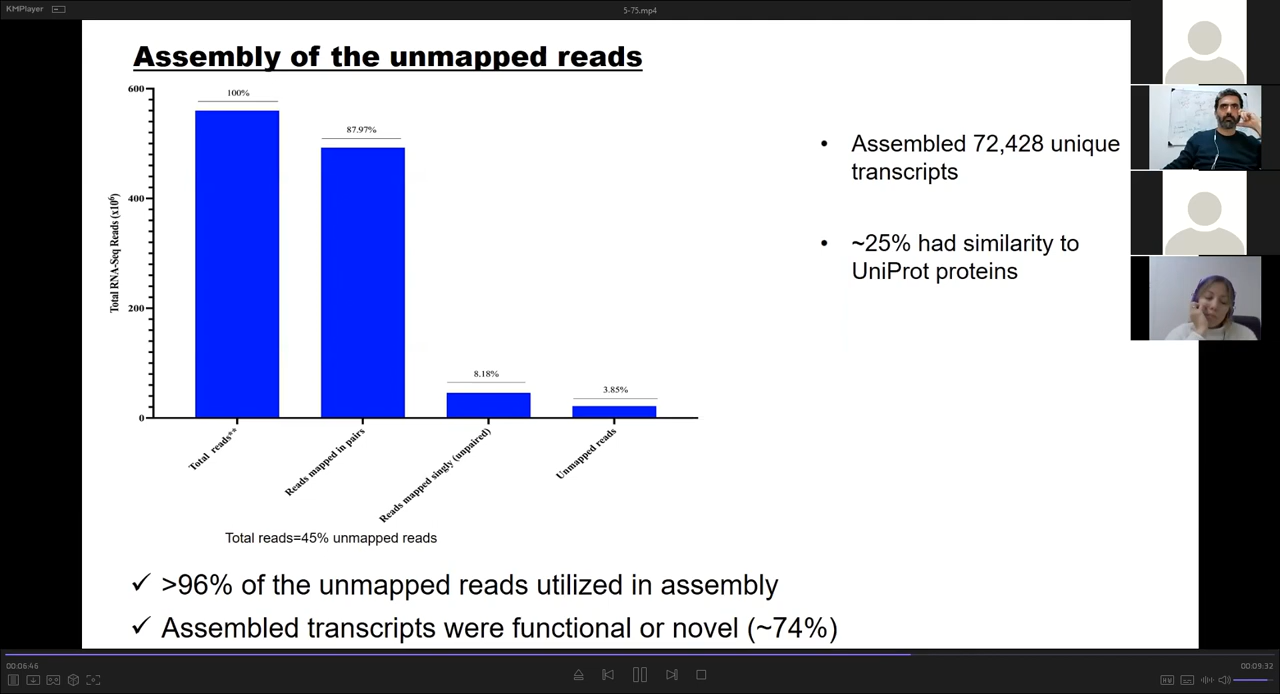 KMPlayer
5-75.mp4
Assembly of the unmapped reads
600
400
200
0
Total RNA-Seq Reads (x10⁶)
100%
87.97%
8.18%
3.85%
Total reads**
Reads mapped in pairs
Reads mapped singly (unpaired)
Unmapped reads
Total reads=45% unmapped reads
• Assembled 72,428 unique
transcripts
• ~25% had similarity to
UniProt proteins
✓ >96% of the unmapped reads utilized in assembly
✓ Assembled transcripts were functional or novel (~74%)
00:06:46
00:09:32